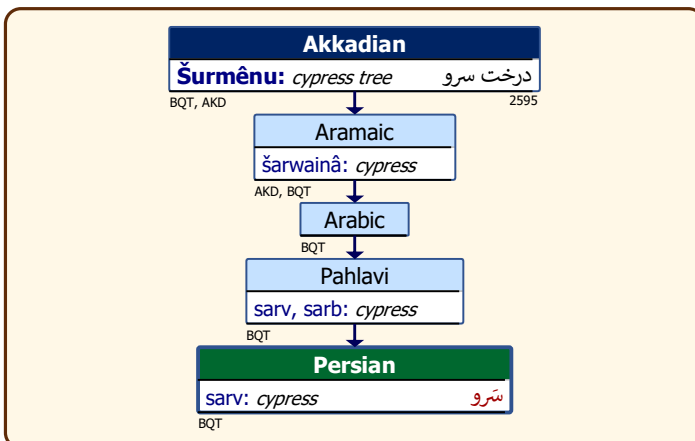 Akkadian
Šurmênu: cypress tree درخت سرو
BQT, AKD 2595
Aramaic
šarwainâ: cypress
AKD, BQT
Arabic
BQT
Pahlavi
sarv, sarb: cypress
BQT
Persian
sarv: cypress سَرو
BQT